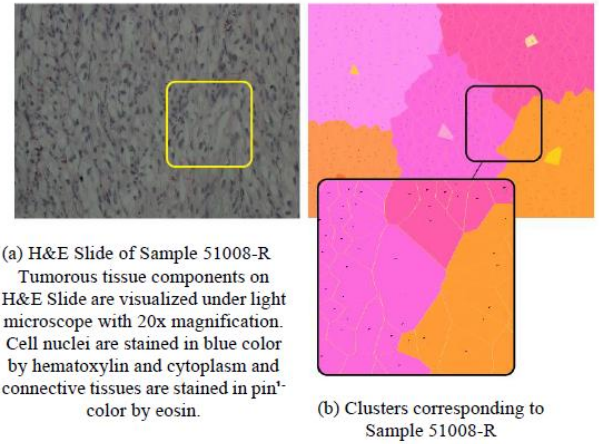 (a) H&E Slide of Sample 51008-R
Tumorous tissue components on
H&E Slide are visualized under light
microscope with 20x magnification.
Cell nuclei are stained in blue color
by hematoxylin and cytoplasm and
connective tissues are stained in
color by eosin.
(b) Clusters corresponding to
Sample 51008-R